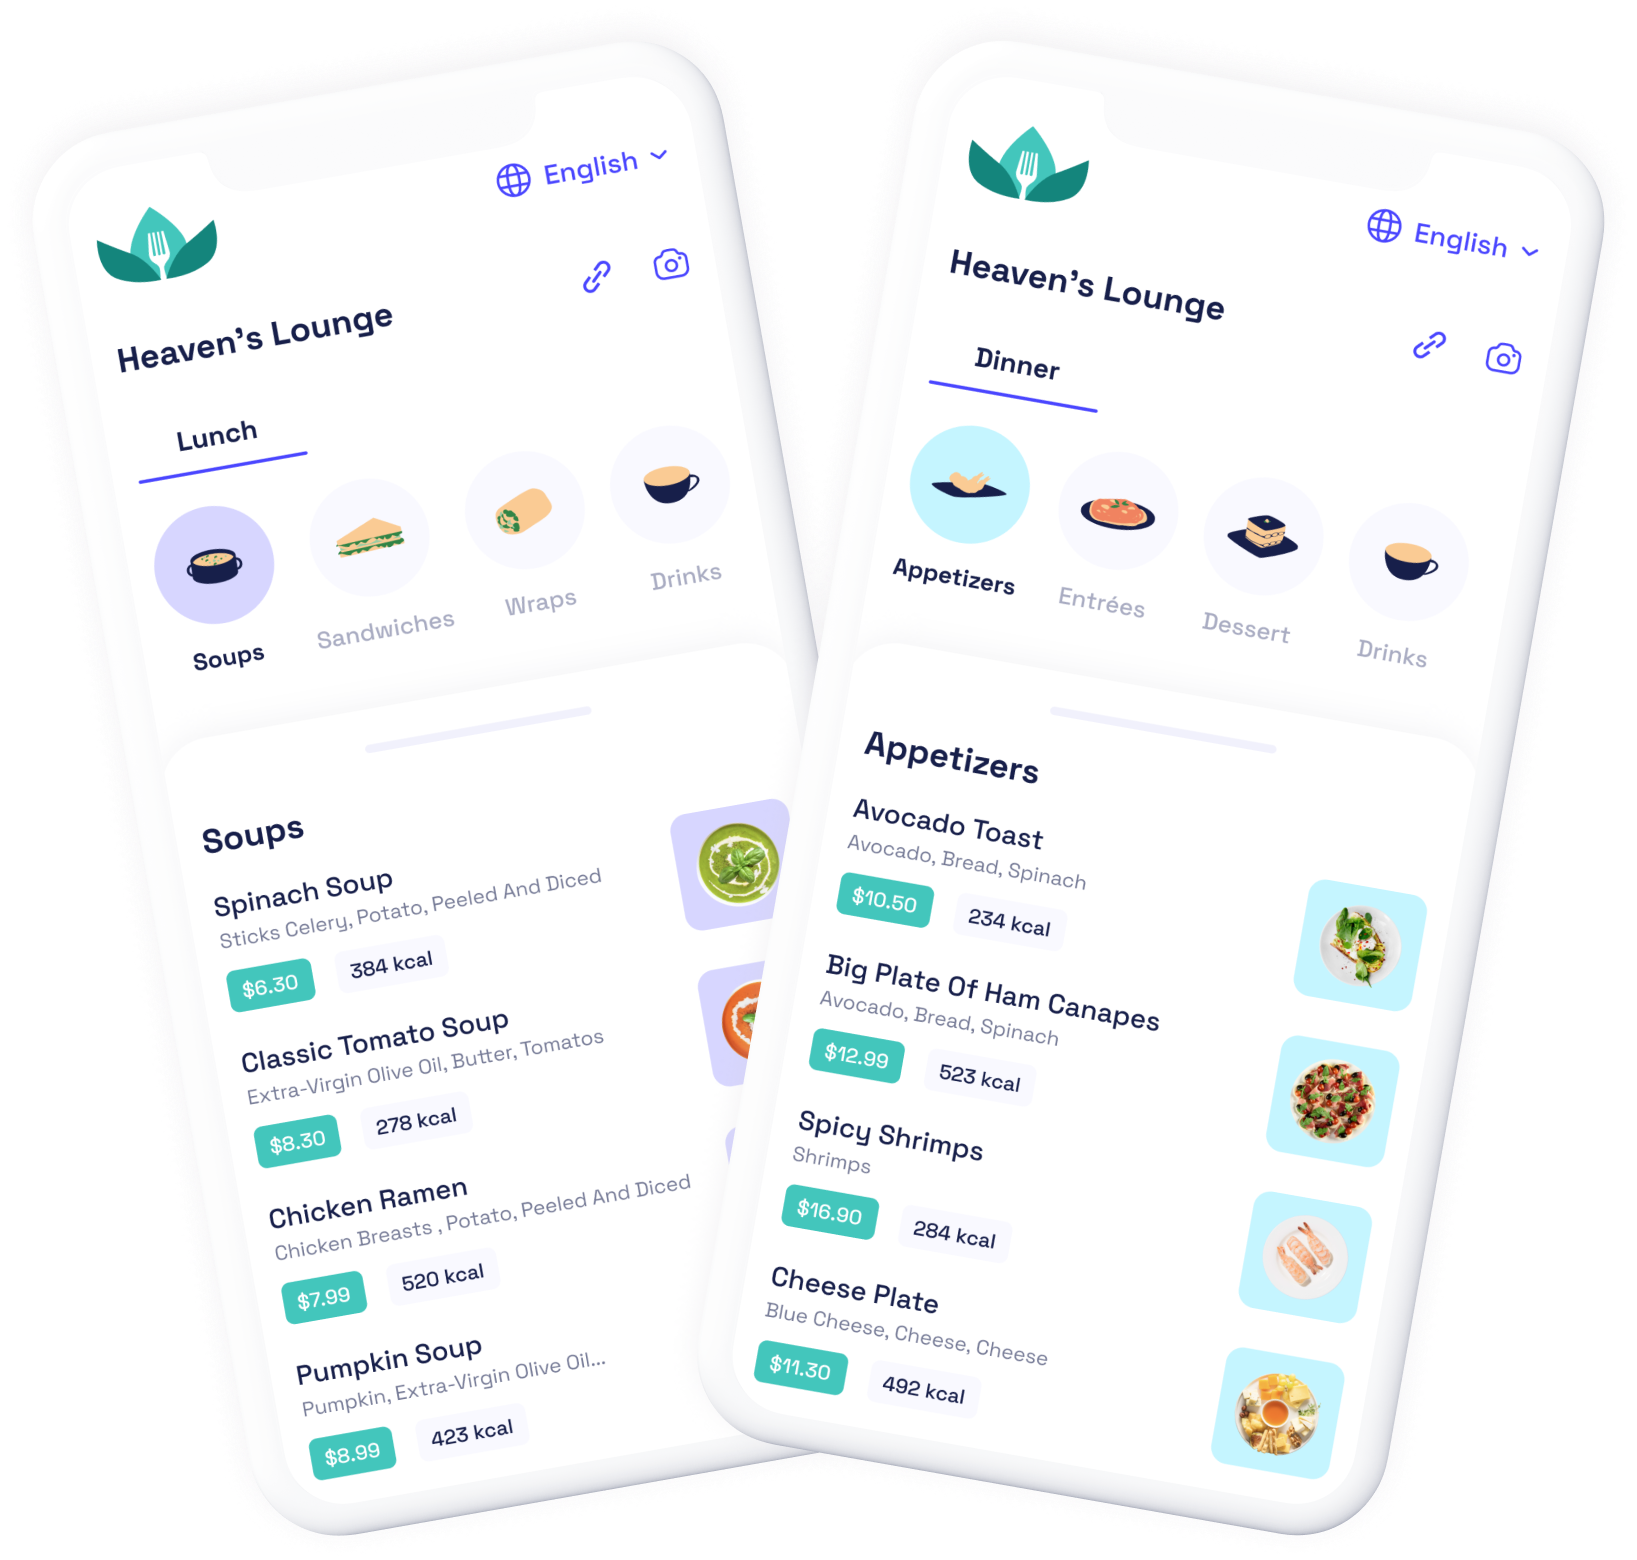 English
Heaven's Lounge
Lunch
Soups
Sandwiches
Wraps
Drinks
Soups
Spinach Soup
Sticks Celery, Potato, Peeled And Diced
$6.30
384 kcal
Classic Tomato Soup
Extra-Virgin Olive Oil, Butter, Tomatos
$8.30
278 kcal
Chicken Ramen
Chicken Breasts , Potato, Peeled And Diced
$7.99
520 kcal
Pumpkin Soup
Pumpkin, Extra-Virgin Olive Oil...
$8.99
423 kcal
English
Heaven's Lounge
Dinner
Appetizers
Entrées
Dessert
Drinks
Appetizers
Avocado Toast
Avocado, Bread, Spinach
$10.50
234 kcal
Big Plate Of Ham Canapes
Avocado, Bread, Spinach
$12.99
523 kcal
Spicy Shrimps
Shrimps
$16.90
284 kcal
Cheese Plate
Blue Cheese, Cheese, Cheese
$11.30
492 kcal